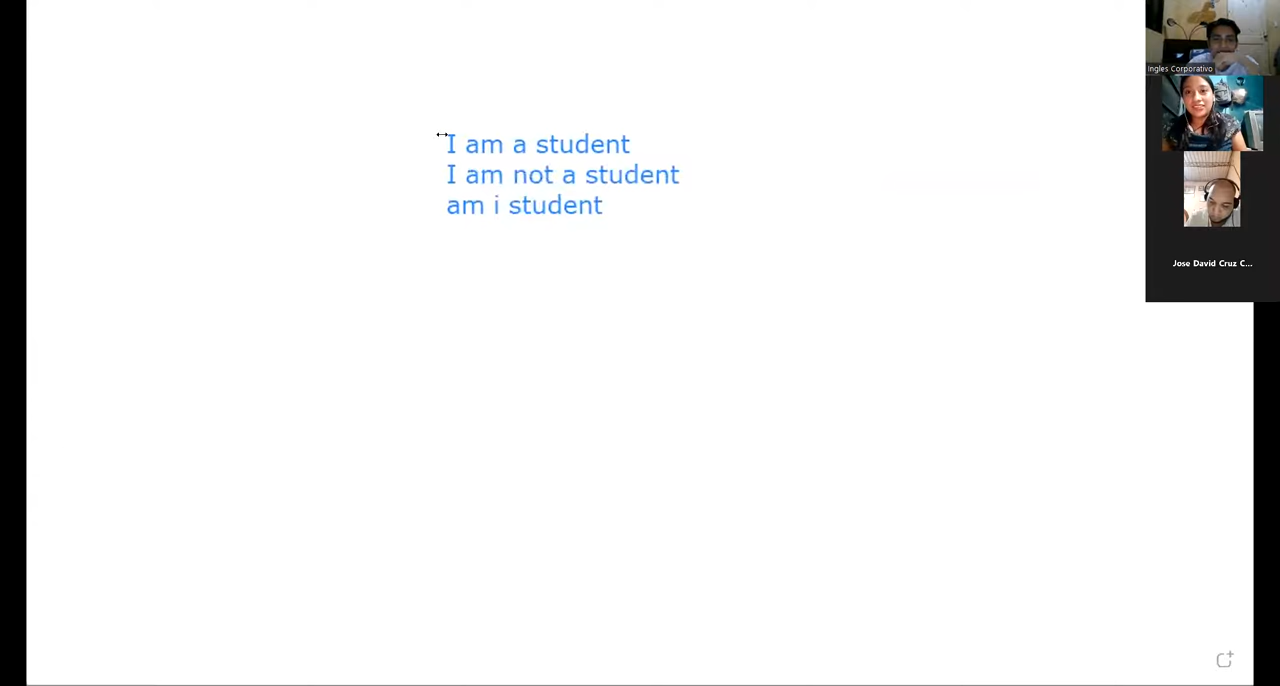 I am a student
I am not a student
am i student
Ingles Corporativo
Jose David Cruz C...